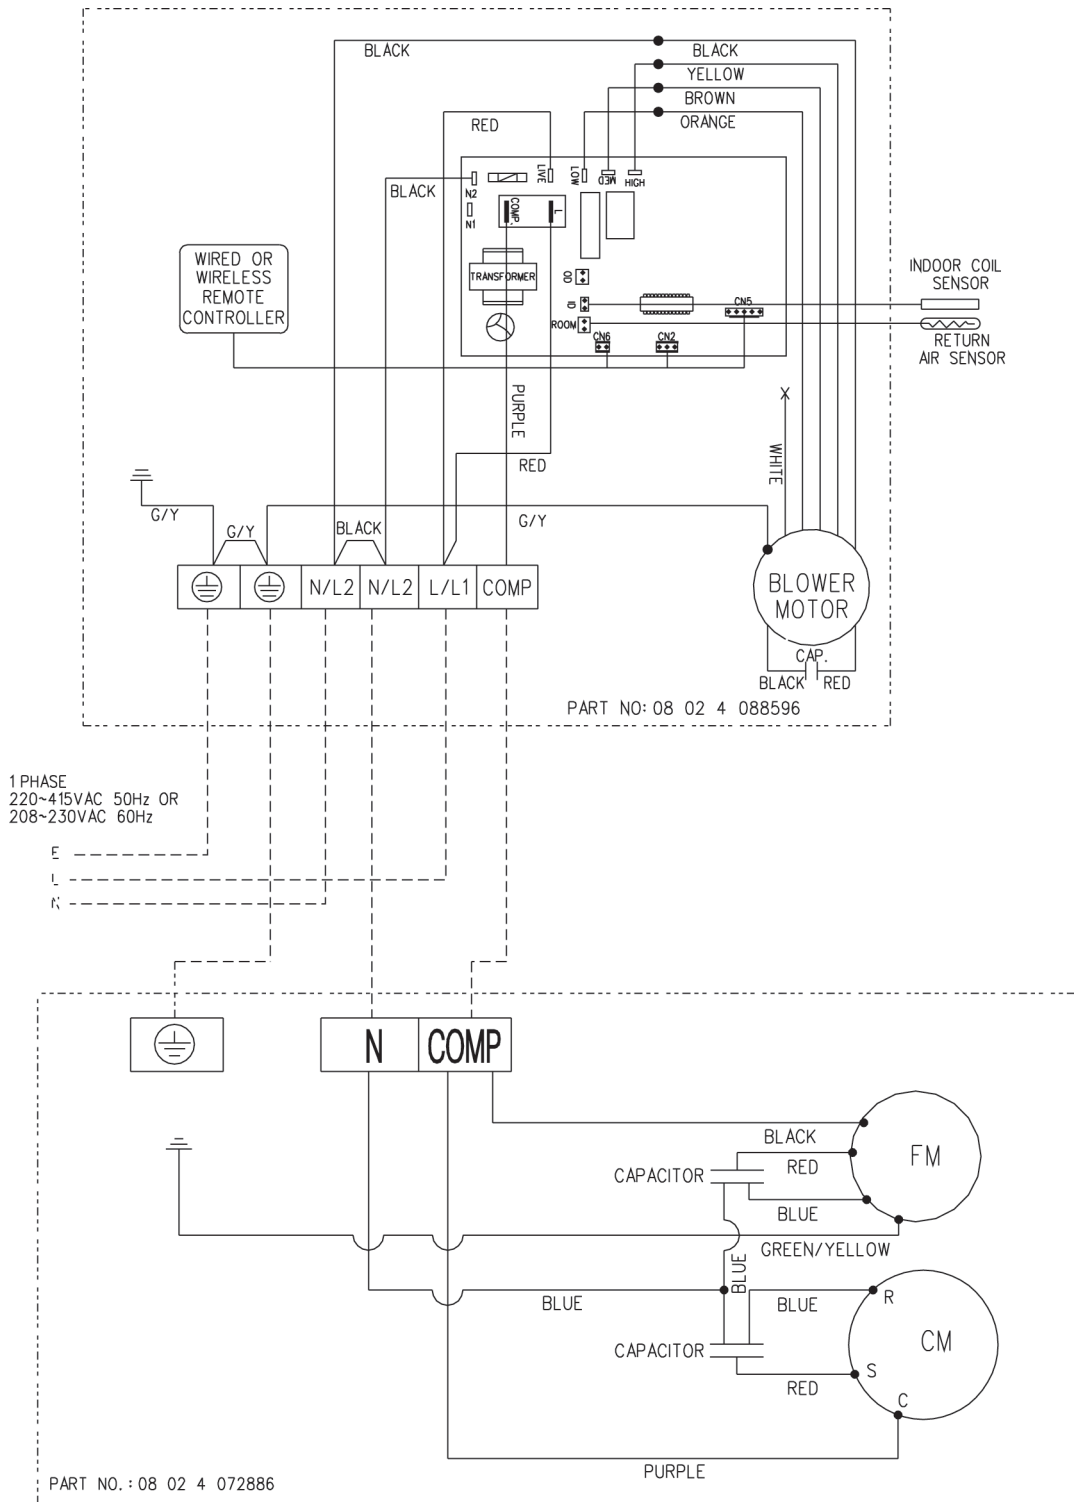 BLACK
BLACK
YELLOW
BROWN
ORANGE
RED
BLACK
N2
N1
LIVE
LOW
MED
HIGH
COMP.
L
TRANSFORMER
OD
ID
ROOM
CN6
CN2
CN5
WIRED OR
WIRELESS
REMOTE
CONTROLLER
INDOOR COIL
SENSOR
RETURN
AIR SENSOR
PURPLE
RED
X
WHITE
G/Y
G/Y
BLACK
G/Y
N/L2
N/L2
L/L1
COMP
BLOWER
MOTOR
CAP.
BLACK
RED
PART NO:08 02 4 088596
1 PHASE
220~415VAC 50Hz OR
208~230VAC 60Hz
E
L
N
N
COMP
BLACK
RED
CAPACITOR
BLUE
FM
GREEN/YELLOW
BLUE
BLUE
BLUE
R
CM
CAPACITOR
S
RED
C
PURPLE
PART NO.:08 02 4 072886